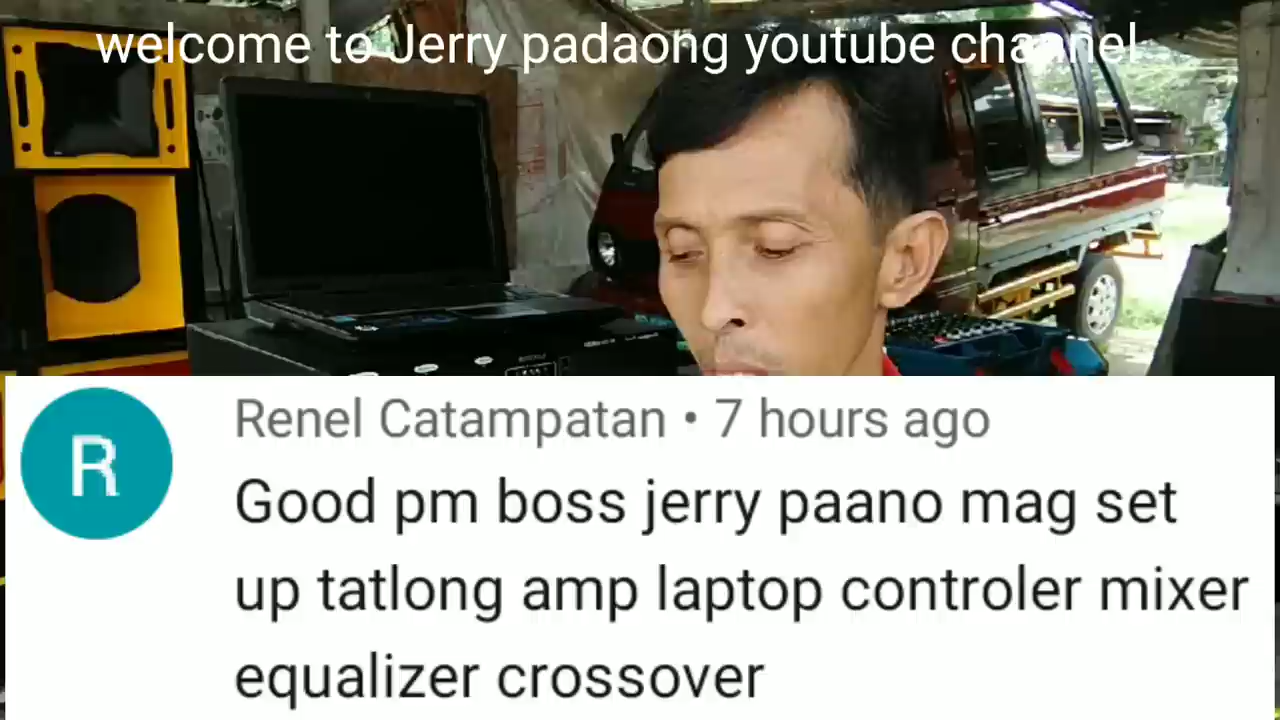 welcome to Jerry padaong youtube channel
R
Renel Catampatan • 7 hours ago
Good pm boss jerry paano mag set
up tatlong amp laptop controler mixer
equalizer crossover